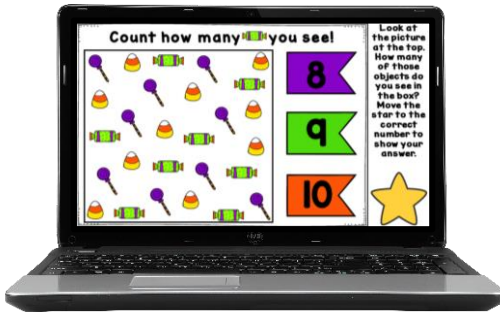 Count how many you see!
8
9
10
Look at
the picture
at the top.
How many
of those
objects do
you see in
the box?
Move the
star to the
correct
number to
show your
answer.